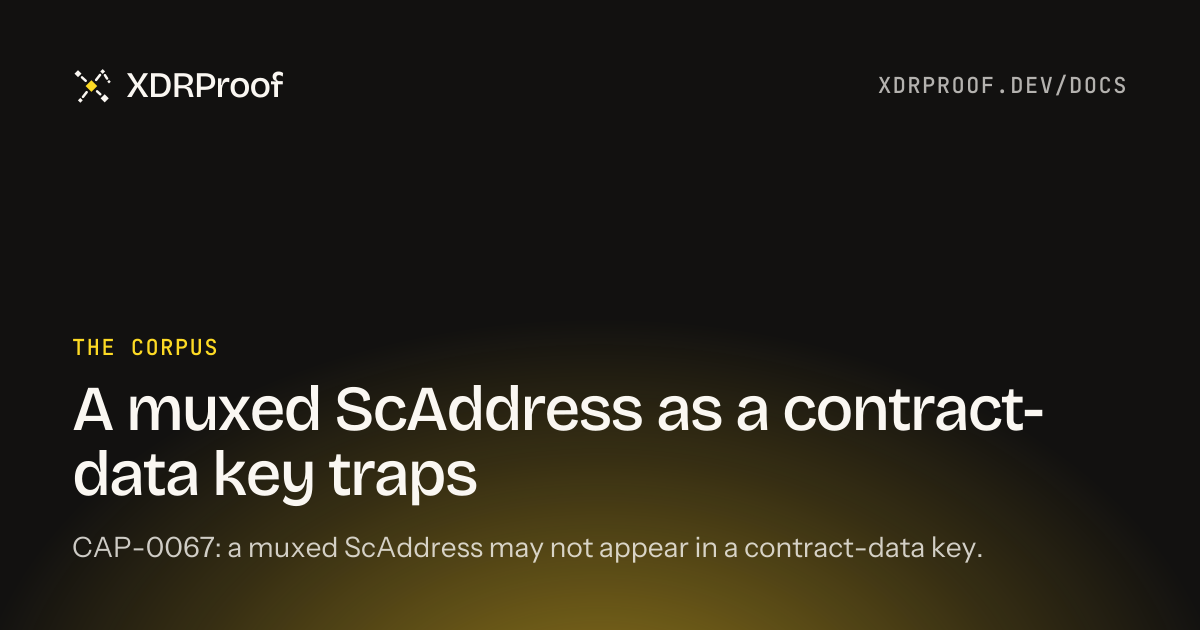 XDRProof
XDRPROOF.DEV/DOCS
THE CORPUS
A muxed ScAddress as a contract-
data key traps
CAP-0067: a muxed ScAddress may not appear in a contract-data key.